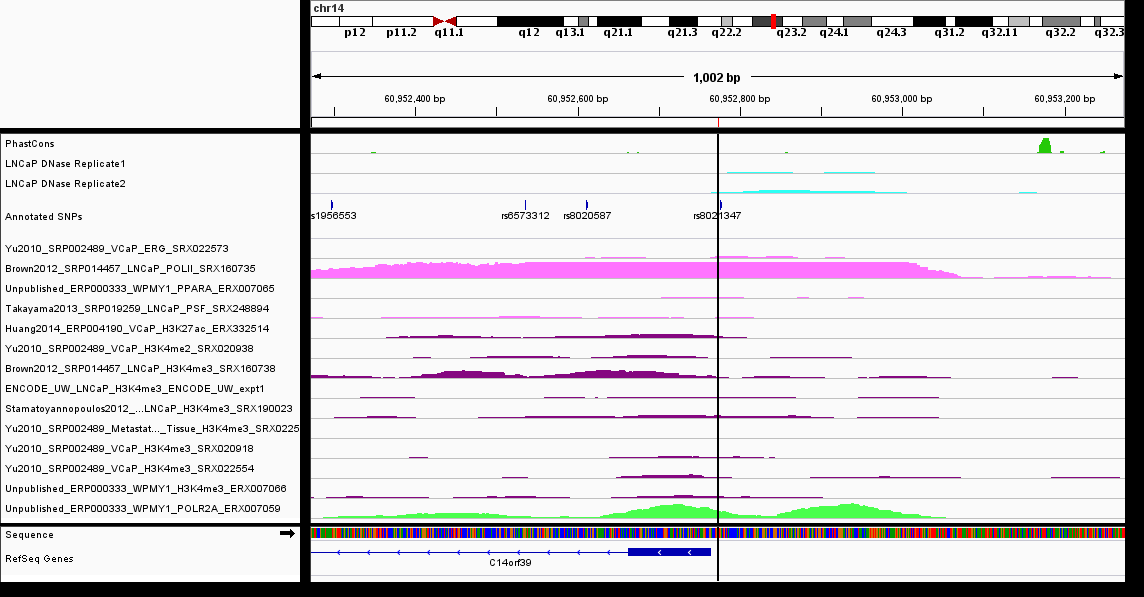 chr14
p12 p11.2 q11.1 q12 q13.1 q21.1 q21.3 q22.2 q23.2 q24.1 q24.3 q31.2 q32.11 q32.2 q32.3
1,002 bp
60,952,400 bp 60,952,600 bp 60,952,800 bp 60,953,000 bp 60,953,200 bp
PhastCons
LNCaP DNase Replicate1
LNCaP DNase Replicate2
Annotated SNPs
s1956553 rs6573312 rs8020587 rs8021347
Yu2010_SRP002489_VCaP_ERG_SRX022573
Brown2012_SRP014457_LNCaP_POLII_SRX160735
Unpublished_ERP000333_WPMY1_PPARA_ERX007065
Takayama2013_SRP019259_LNCaP_PSF_SRX248894
Huang2014_ERP004190_VCaP_H3K27ac_ERX332514
Yu2010_SRP002489_VCaP_H3K4me2_SRX020938
Brown2012_SRP014457_LNCaP_H3K4me3_SRX160738
ENCODE_UW_LNCaP_H3K4me3_ENCODE_UW_expt1
Stamatoyannopoulos2012_..._LNCaP_H3K4me3_SRX190023
Yu2010_SRP002489_Metastat..._Tissue_H3K4me3_SRX0225
Yu2010_SRP002489_VCaP_H3K4me3_SRX020918
Yu2010_SRP002489_VCaP_H3K4me3_SRX022554
Unpublished_ERP000333_WPMY1_H3K4me3_ERX007066
Unpublished_ERP000333_WPMY1_POLR2A_ERX007059
Sequence
RefSeq Genes
C14orf39